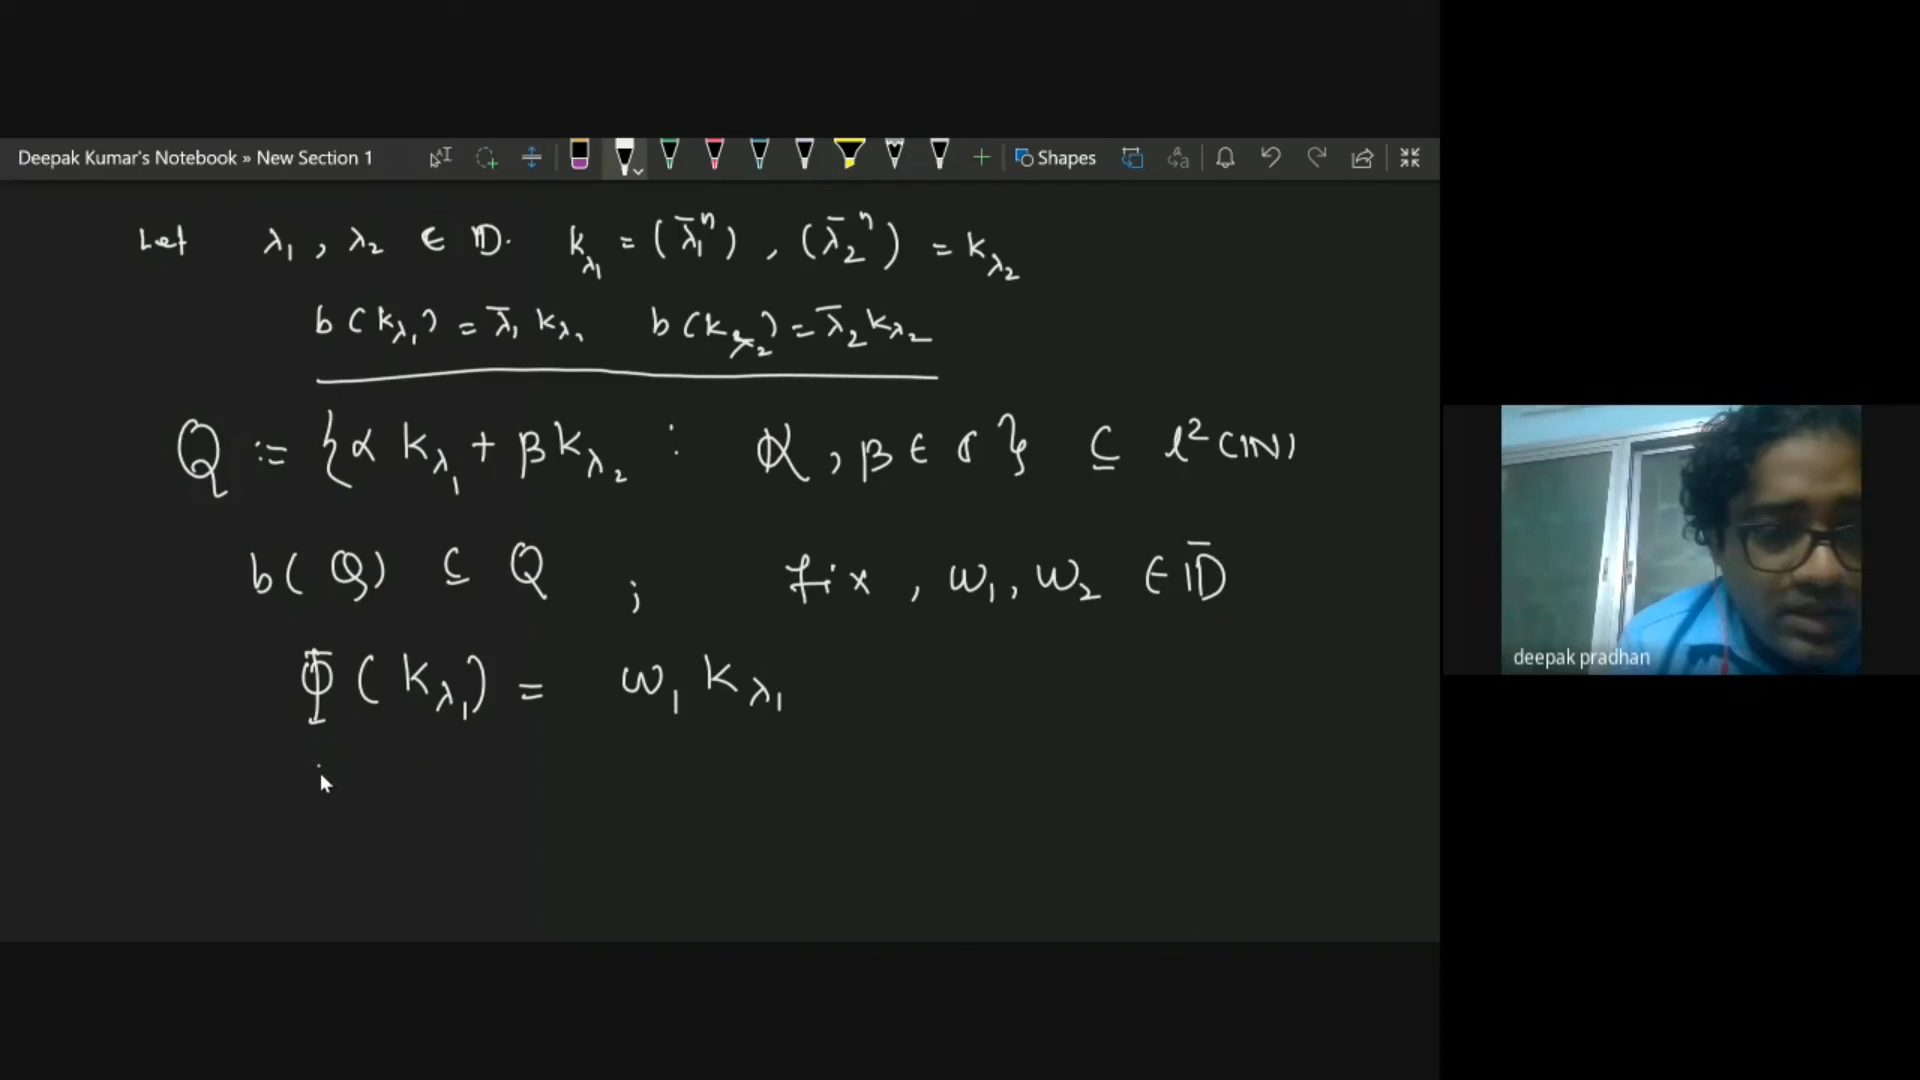 Deepak Kumar's Notebook » New Section 1
Shapes
Let λ₁, λ₂ ∈ 𝔻. k_λ₁ = (λ̄₁ⁿ), (λ̄₂ⁿ) = k_λ₂
b(k_λ₁) = λ̄₁ k_λ₁ b(k_λ₂) = λ̄₂ k_λ₂
Q := {α k_λ₁ + β k_λ₂ : α, β ∈ ℂ} ⊆ l²(ℕ)
b(Q) ⊆ Q ; fix, ω₁, ω₂ ∈ 𝔻̄
Φ(k_λ₁) = ω₁ k_λ₁
deepak pradhan